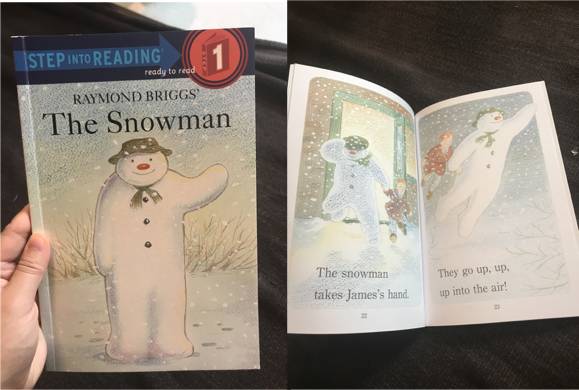 STEP INTO READING®
ready to read
1
RAYMOND BRIGGS'
The Snowman
The snowman
takes James's hand.
22
They go up, up,
up into the air!
23